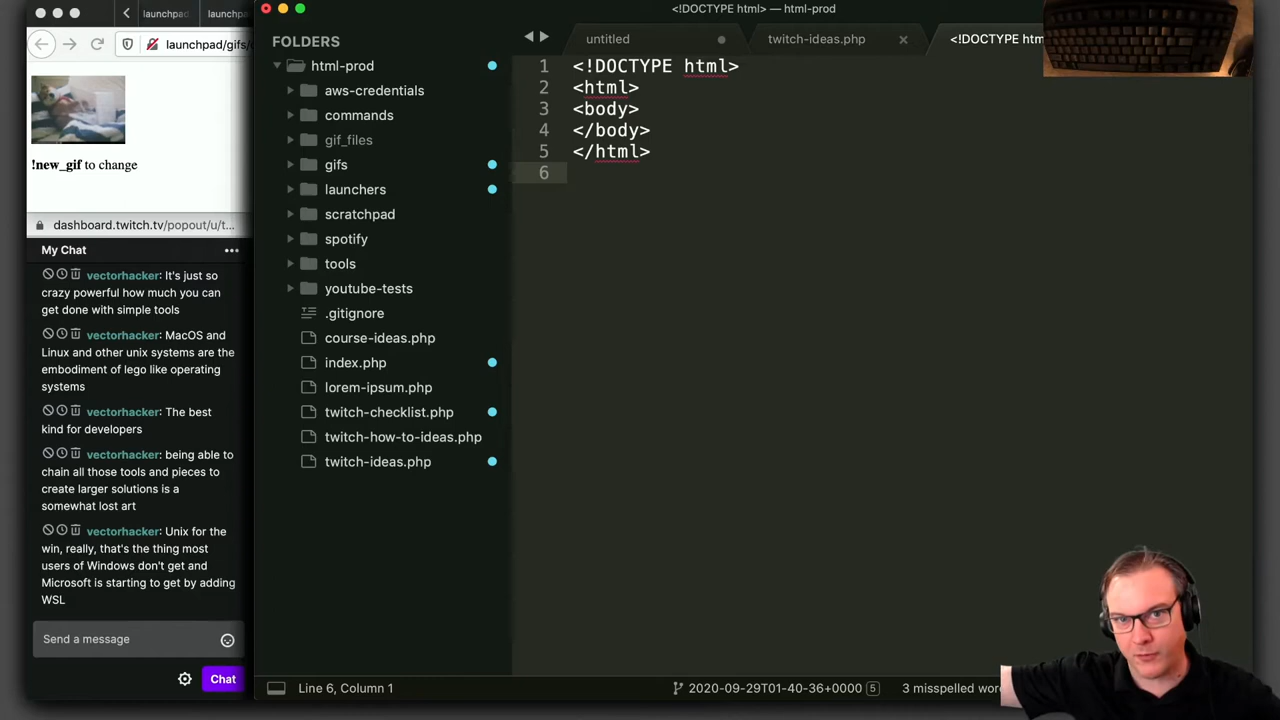 launchpad
launchpad
launchpad/gifs/
!new_gif to change
dashboard.twitch.tv/popout/u/t...
My Chat
vectorhacker: It's just so
crazy powerful how much you can
get done with simple tools
vectorhacker: MacOS and
Linux and other unix systems are the
embodiment of lego like operating
systems
vectorhacker: The best
kind for developers
vectorhacker: being able to
chain all those tools and pieces to
create larger solutions is a
somewhat lost art
vectorhacker: Unix for the
win, really, that's the thing most
users of Windows don't get and
Microsoft is starting to get by adding
WSL
Send a message
Chat
<!DOCTYPE html> — html-prod
FOLDERS
html-prod
aws-credentials
commands
gif_files
gifs
launchers
scratchpad
spotify
tools
youtube-tests
.gitignore
course-ideas.php
index.php
lorem-ipsum.php
twitch-checklist.php
twitch-how-to-ideas.php
twitch-ideas.php
untitled
twitch-ideas.php
<!DOCTYPE htm
1 <!DOCTYPE html>
2 <html>
3 <body>
4 </body>
5 </html>
6
Line 6, Column 1
2020-09-29T01-40-36+0000 5
3 misspelled wor